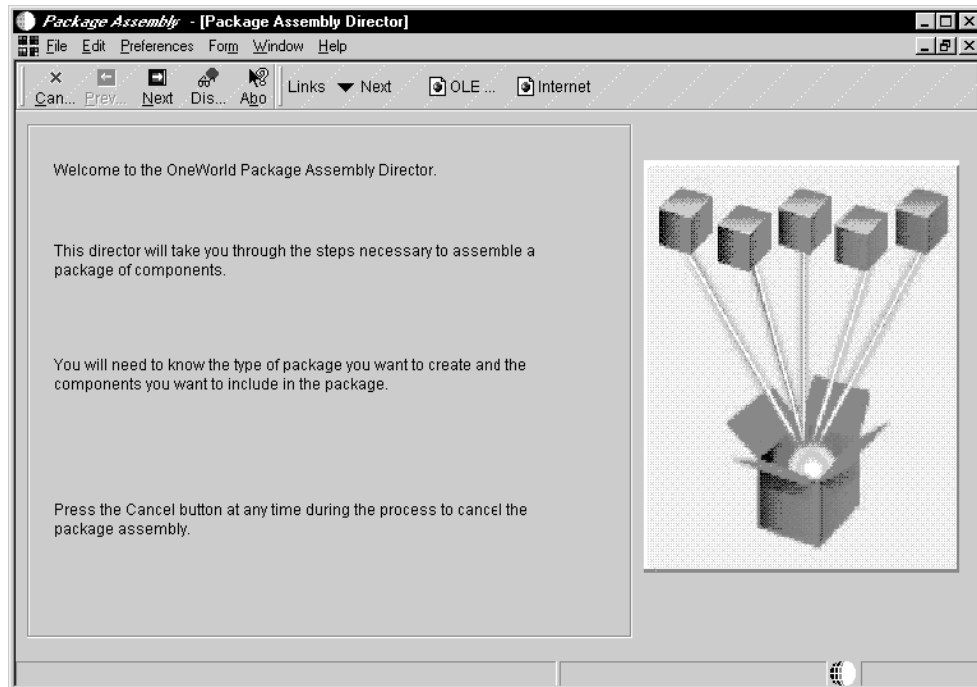 Package Assembly - [Package Assembly Director]
File Edit Preferences Form Window Help
Can... Prev... Next Dis... Abo Links Next OLE ... Internet
Welcome to the OneWorld Package Assembly Director.
This director will take you through the steps necessary to assemble a
package of components.
You will need to know the type of package you want to create and the
components you want to include in the package.
Press the Cancel button at any time during the process to cancel the
package assembly.